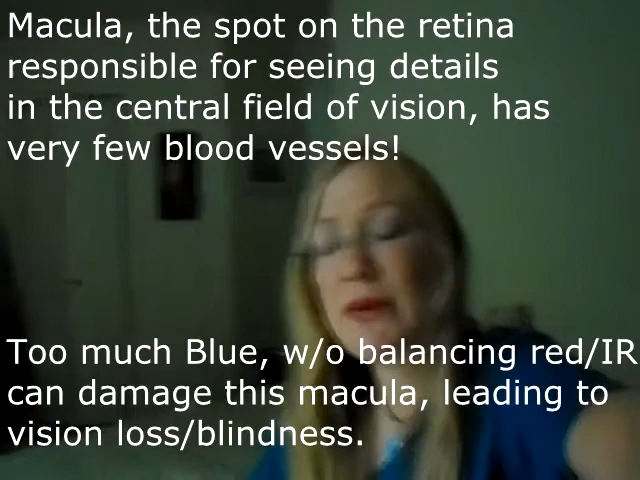 Macula, the spot on the retina
responsible for seeing details
in the central field of vision, has
very few blood vessels!
Too much Blue, w/o balancing red/IR
can damage this macula, leading to
vision loss/blindness.